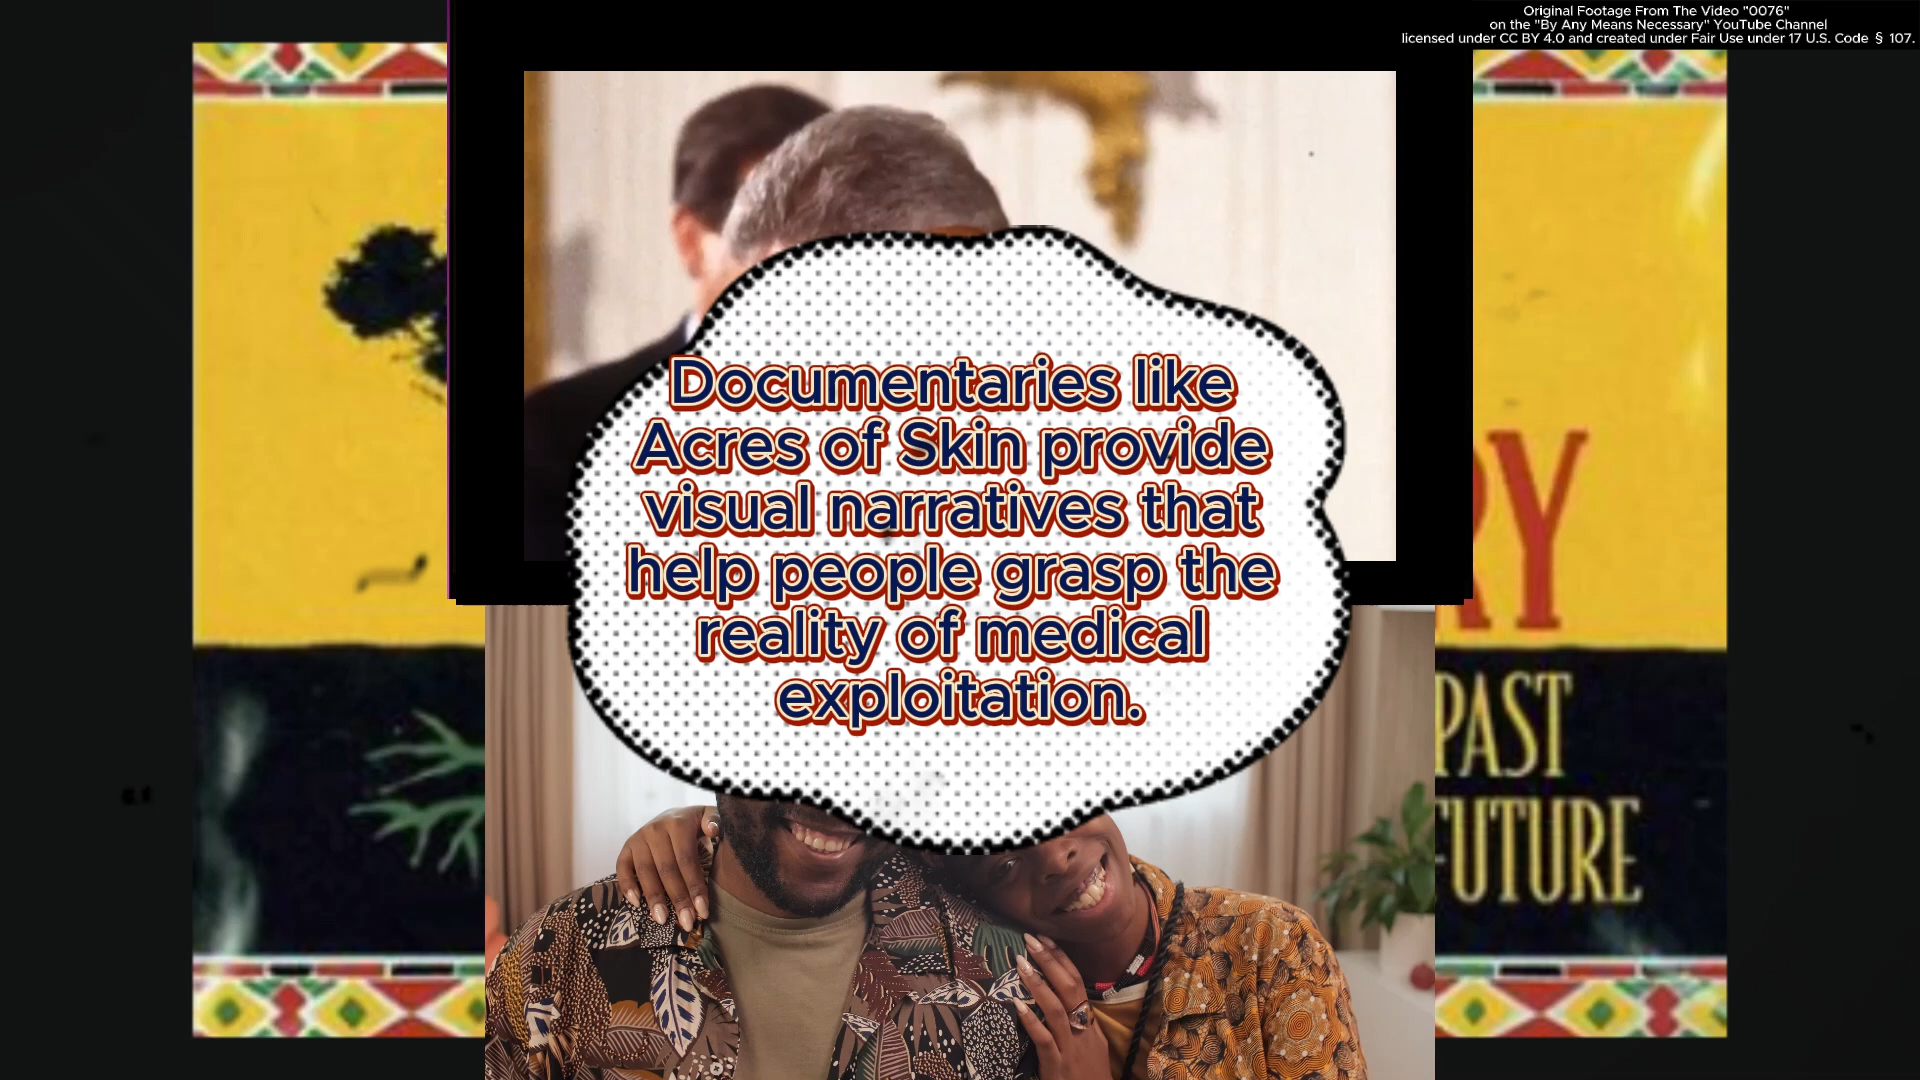 Original Footage From The Video "0076"
on the "By Any Means Necessary" YouTube Channel
licensed under CC BY 4.0 and created under Fair Use under 17 U.S. Code § 107.
Documentaries like
Acres of Skin provide
visual narratives that
help people grasp the
reality of medical
exploitation.
RY
PAST
FUTURE